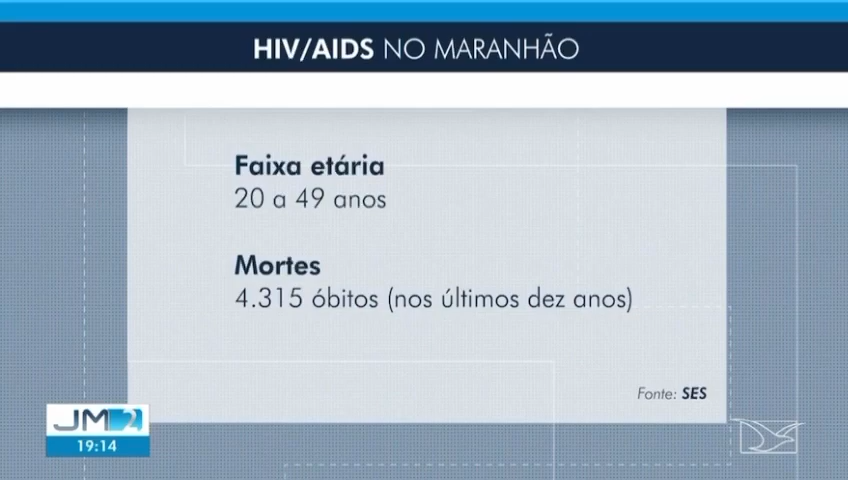 HIV/AIDS NO MARANHÃO
Faixa etária
20 a 49 anos
Mortes
4.315 óbitos (nos últimos dez anos)
Fonte: SES
JM2
19:14